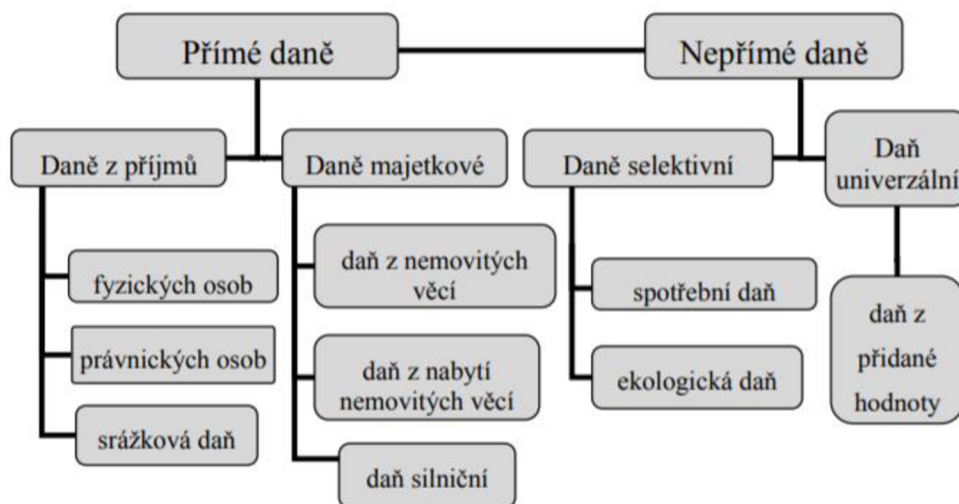 Přímé daně
Nepřímé daně
Daně z příjmů
Daně majetkové
Daně selektivní
Daň
univerzální
fyzických osob
právnických osob
srážková daň
daň z nemovitých
věcí
daň z nabytí
nemovitých věcí
daň silniční
spotřební daň
ekologická daň
daň z
přidané
hodnoty